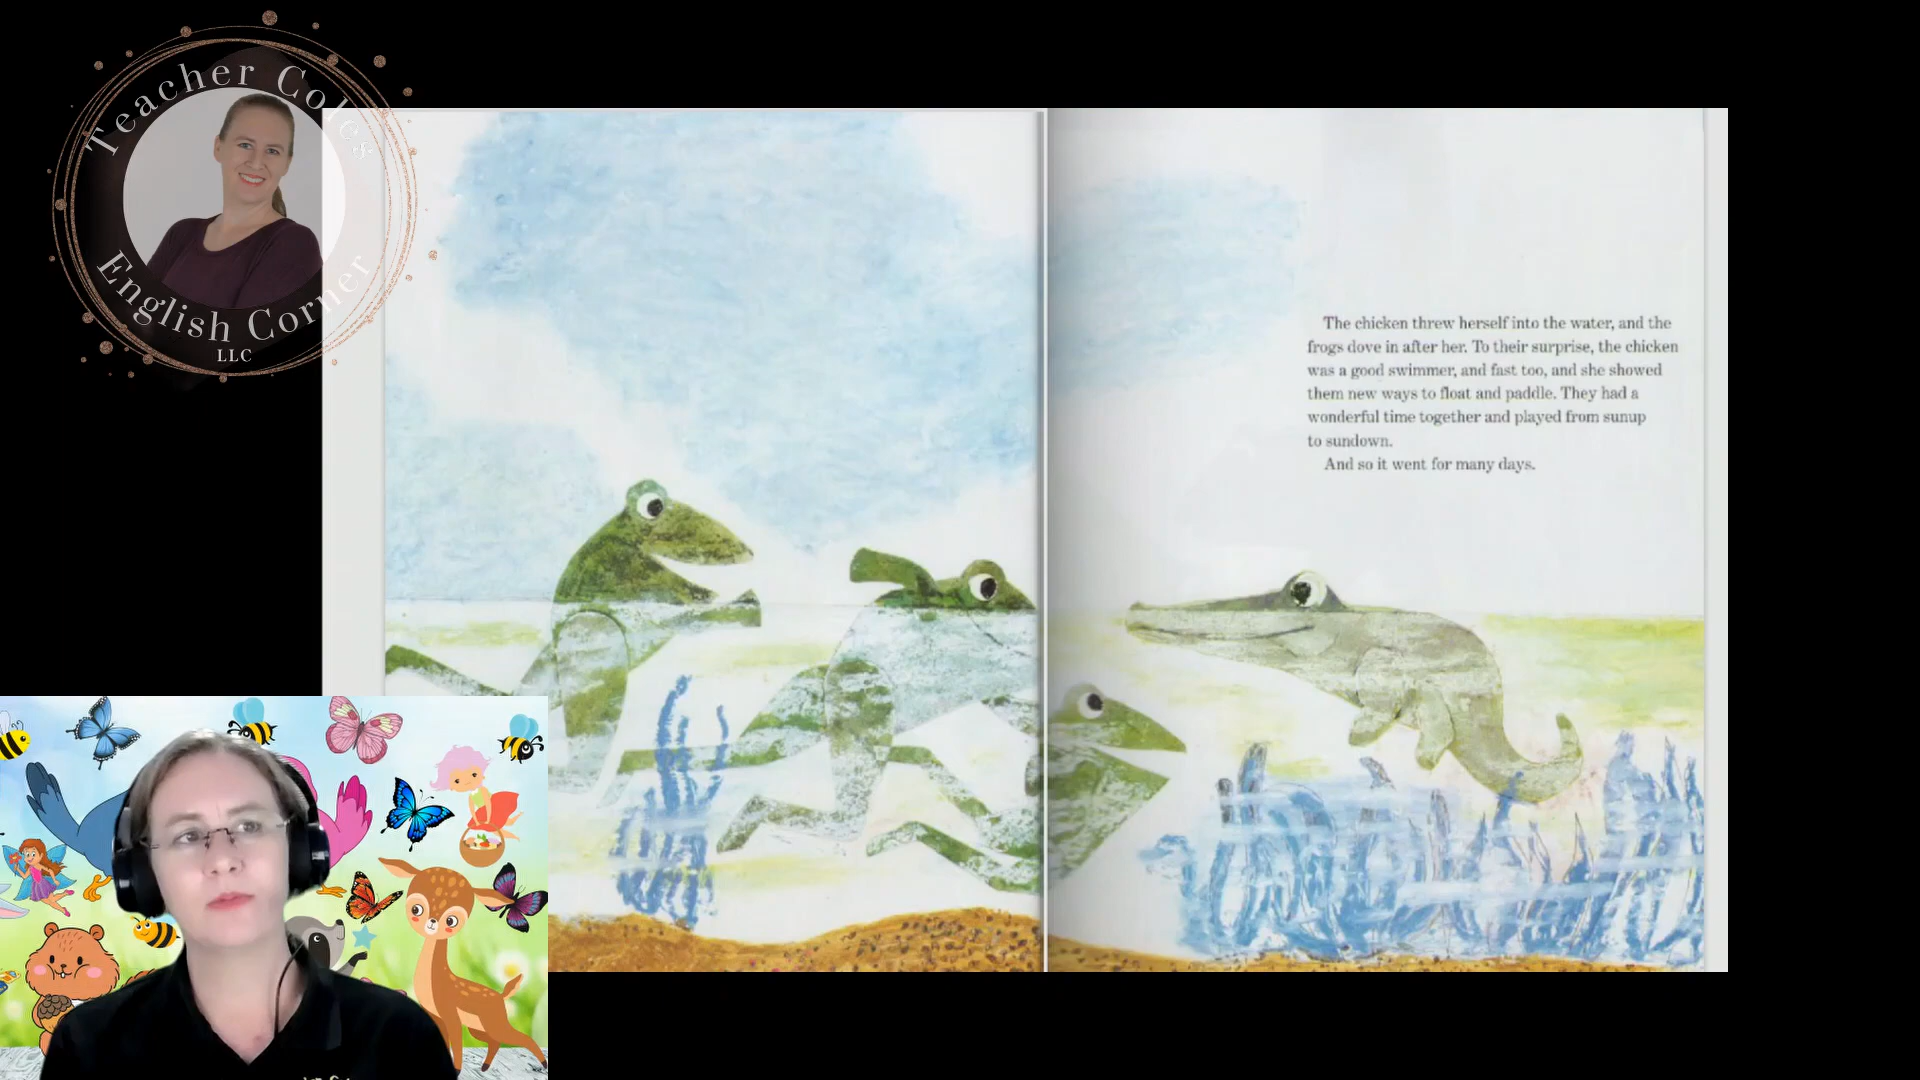 Teacher Coles
English Corner
LLC
The chicken threw herself into the water, and the
frogs dove in after her. To their surprise, the chicken
was a good swimmer, and fast too, and she showed
them new ways to float and paddle. They had a
wonderful time together and played from sunup
to sundown.
And so it went for many days.